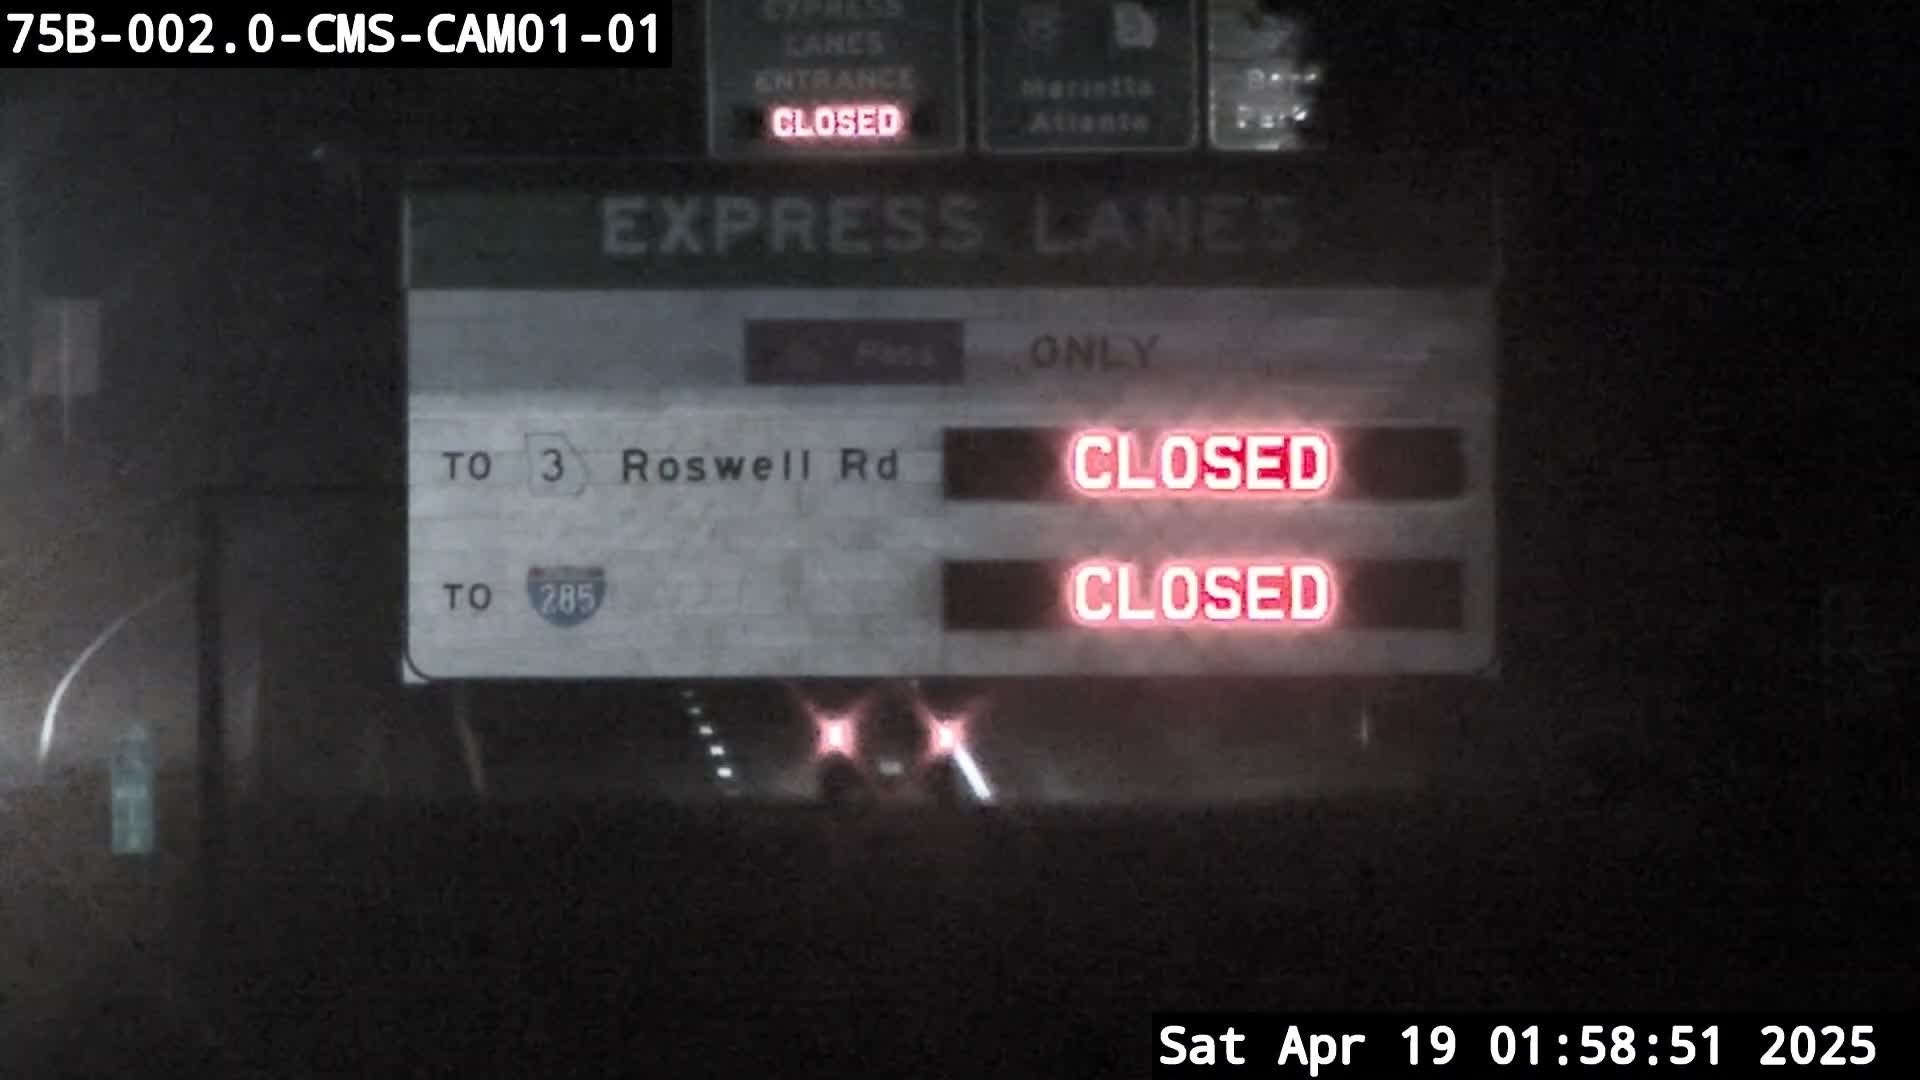 75B-002.0-CMS-CAM01-01
EXPRESS
LANES
ENTRANCE
CLOSED
Marietta
Atlanta
EXPRESS LANES
Pass ONLY
TO 3 Roswell Rd CLOSED
TO 285 CLOSED
Sat Apr 19 01:58:51 2025